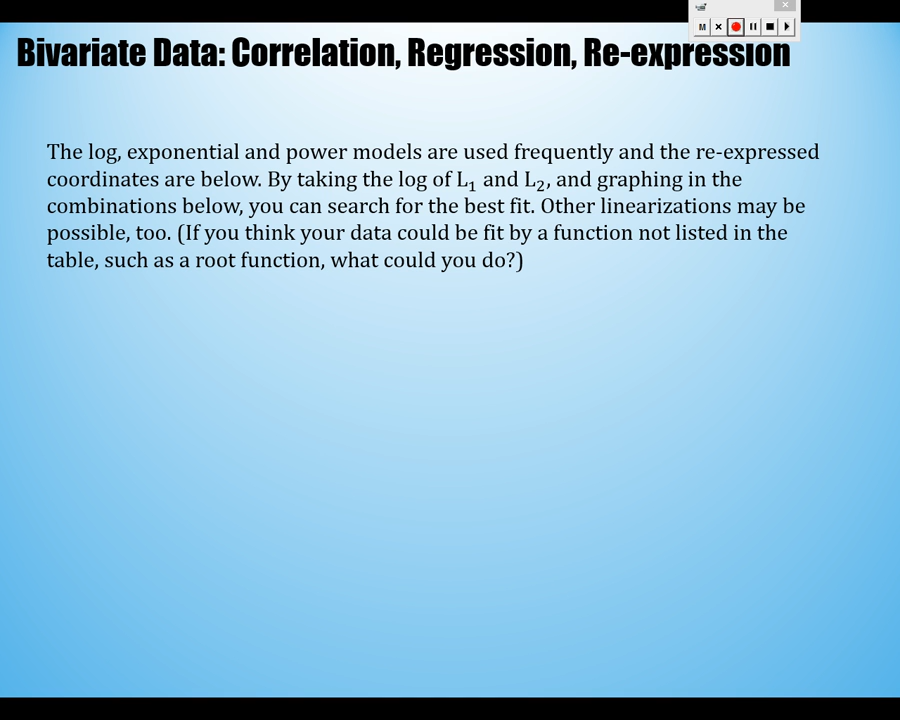 M
Bivariate Data: Correlation, Regression, Re-expression
The log, exponential and power models are used frequently and the re-expressed
coordinates are below. By taking the log of L₁ and L₂, and graphing in the
combinations below, you can search for the best fit. Other linearizations may be
possible, too. (If you think your data could be fit by a function not listed in the
table, such as a root function, what could you do?)